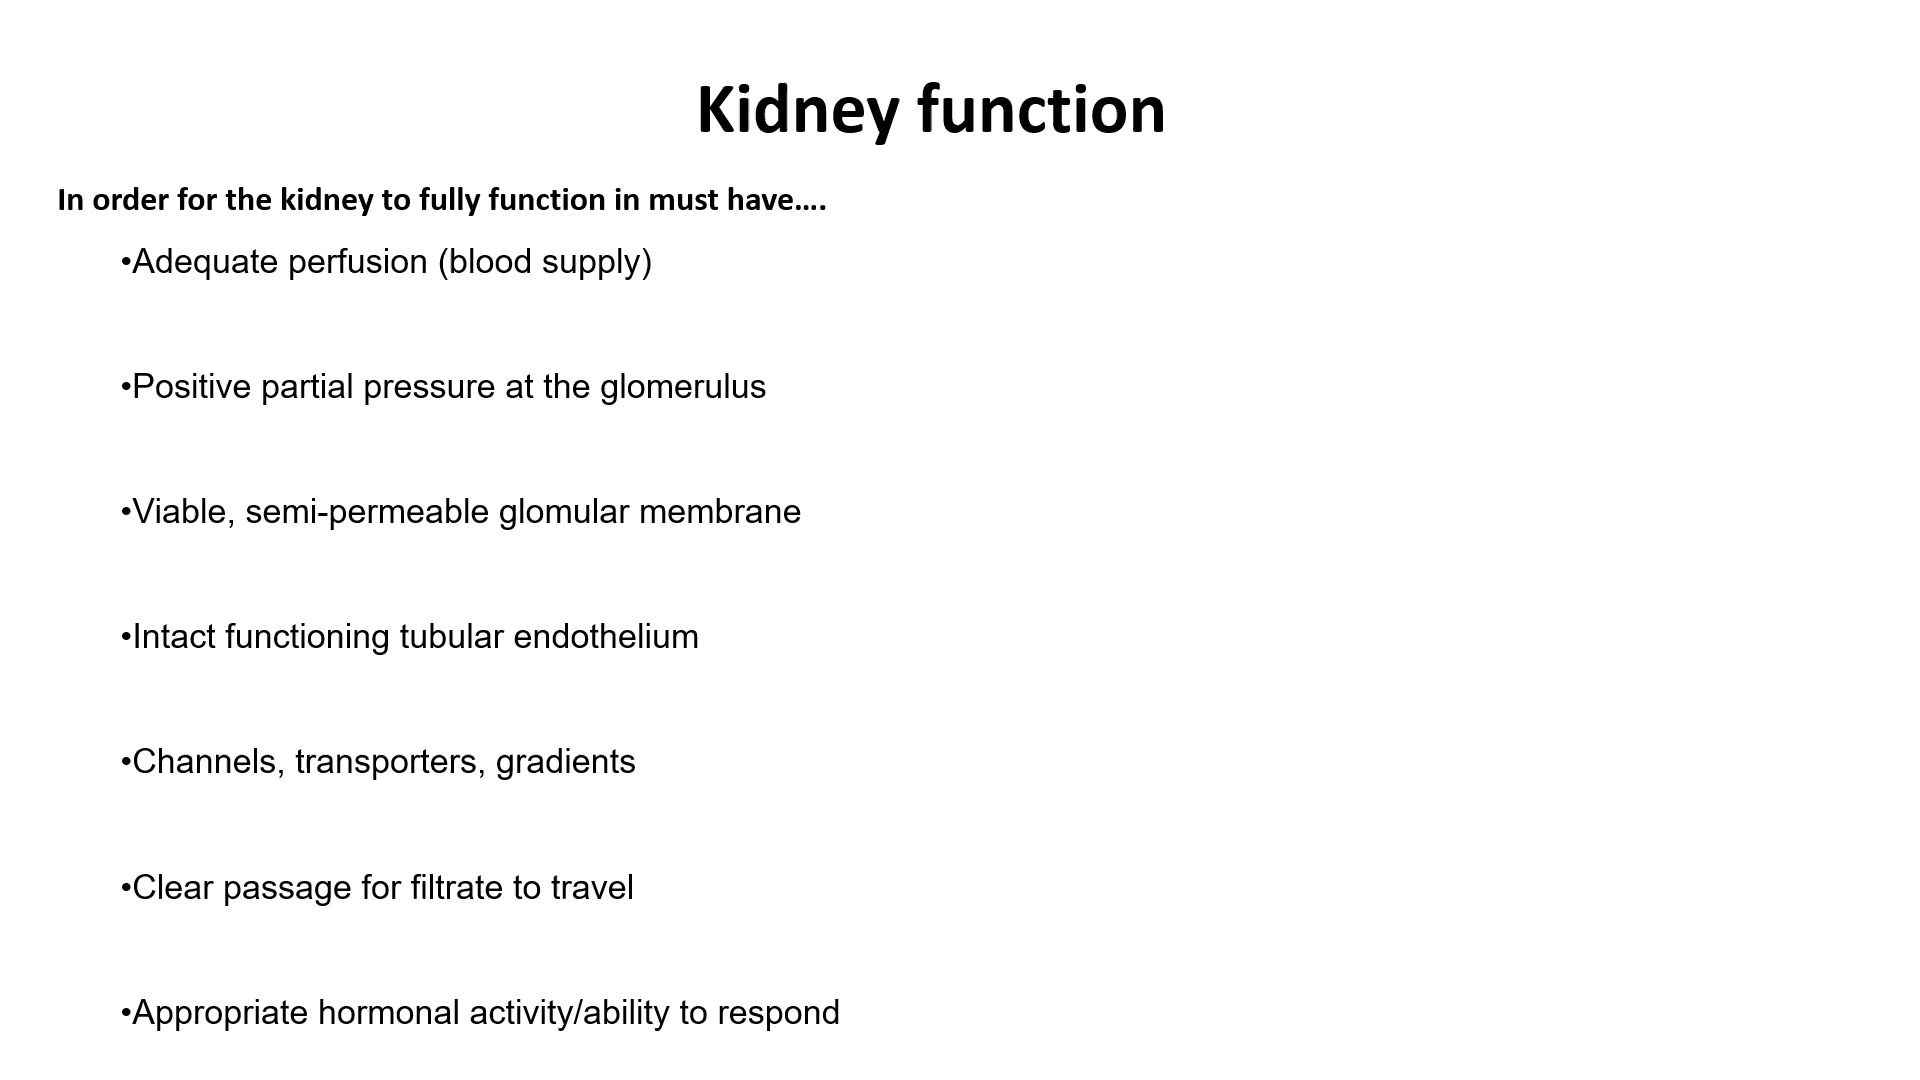 Kidney function
In order for the kidney to fully function in must have….
•Adequate perfusion (blood supply)
•Positive partial pressure at the glomerulus
•Viable, semi-permeable glomular membrane
•Intact functioning tubular endothelium
•Channels, transporters, gradients
•Clear passage for filtrate to travel
•Appropriate hormonal activity/ability to respond